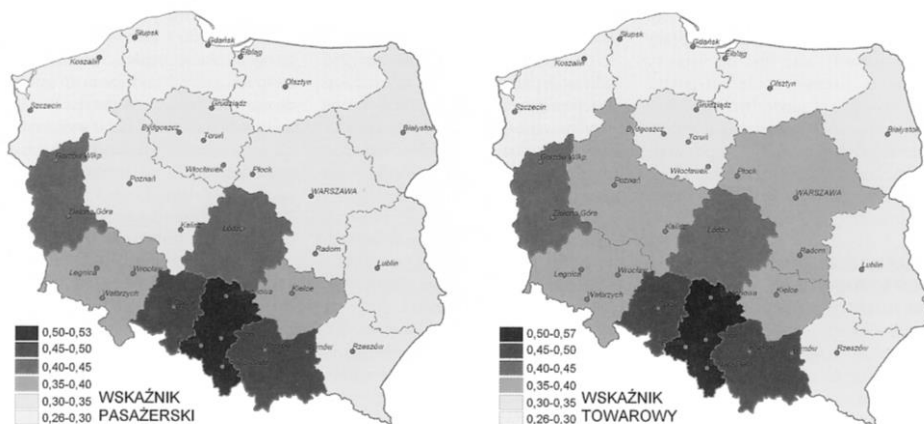 Słupsk
Gdańsk
Koszalin
Elbląg
Olsztyn
Szczecin
Grudziądz
Bydgoszcz
Toruń
Białystok
Włocławek
Płock
Poznań
WARSZAWA
Zielona Góra
Kalisz
Łódź
Radom
Legnica
Wrocław
Lublin
Wałbrzych
Kielce
Rzeszów
0,50-0,53
0,45-0,50
0,40-0,45
0,35-0,40
0,30-0,35
0,26-0,30
WSKAŹNIK
PASAŻERSKI
Słupsk
Gdańsk
Koszalin
Elbląg
Olsztyn
Szczecin
Grudziądz
Bydgoszcz
Toruń
Białystok
Włocławek
Płock
Poznań
WARSZAWA
Zielona Góra
Kalisz
Łódź
Radom
Legnica
Wrocław
Lublin
Wałbrzych
Kielce
Rzeszów
0,50-0,57
0,45-0,50
0,40-0,45
0,35-0,40
0,30-0,35
0,26-0,30
WSKAŹNIK
TOWAROWY